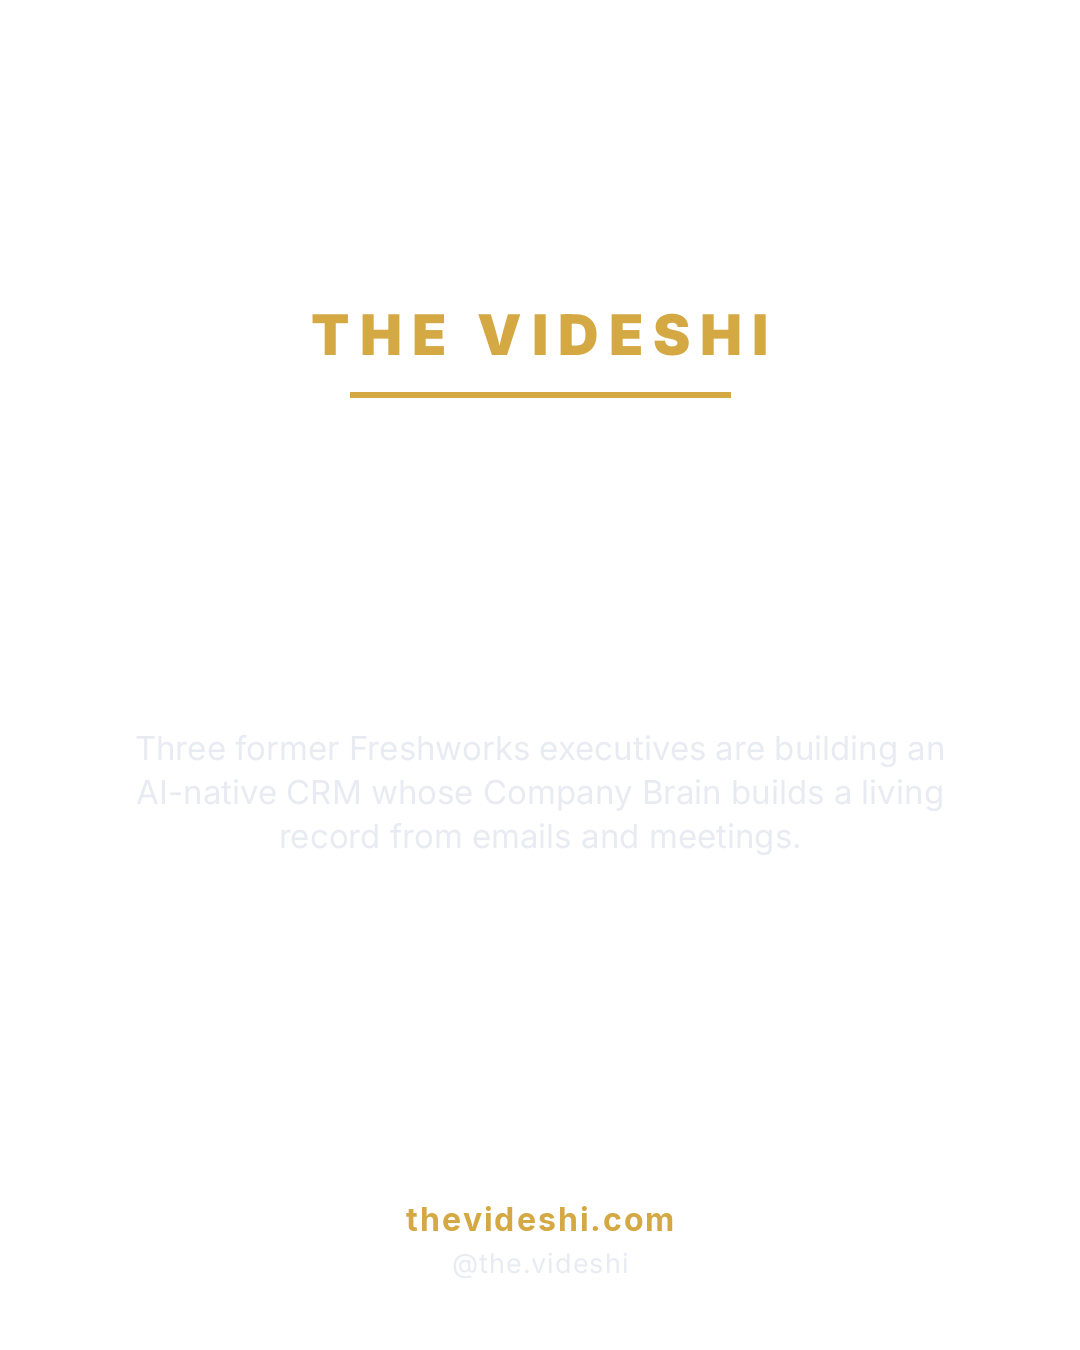 THE VIDESHI
Three former Freshworks executives are building an
AI-native CRM whose Company Brain builds a living
record from emails and meetings.
thevideshi.com
@the.videshi